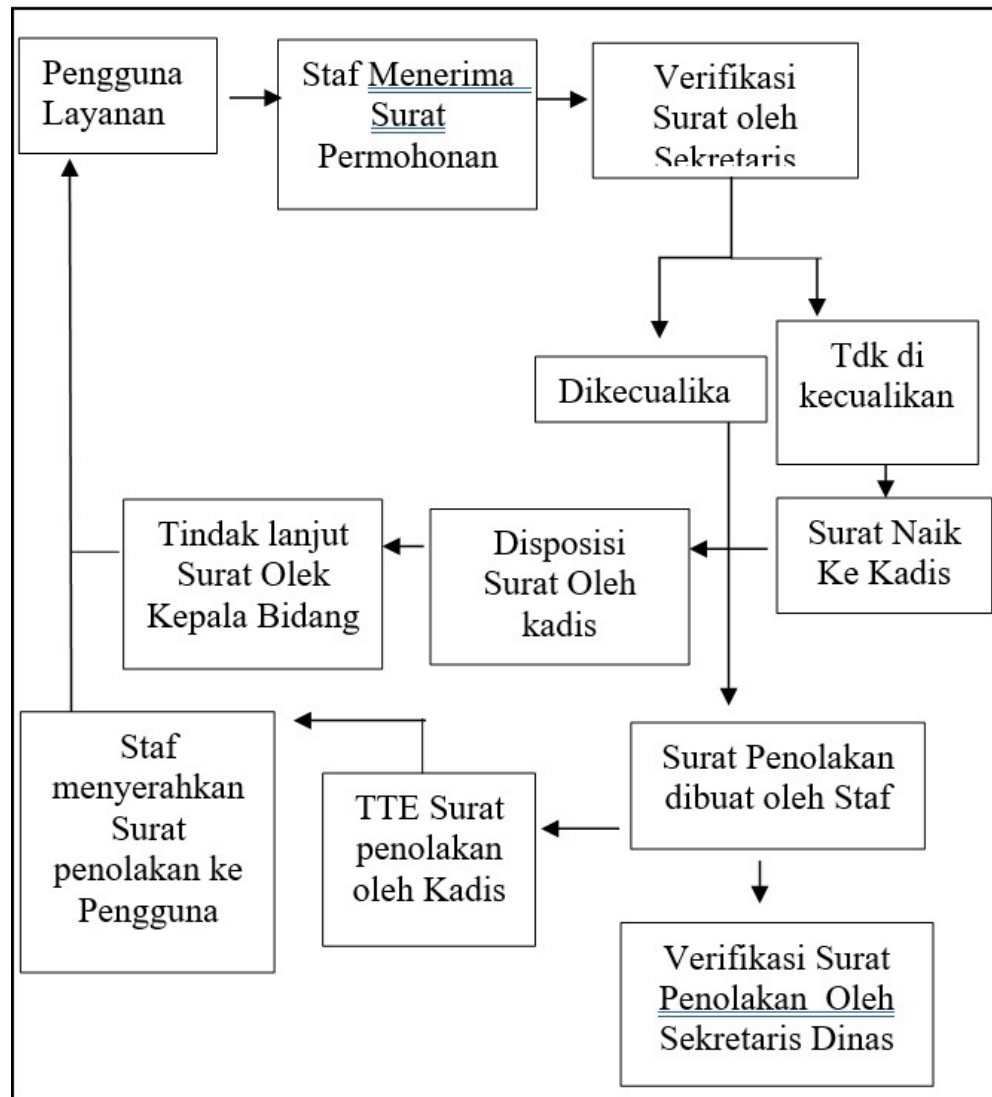 Pengguna
Layanan
Staf Menerima
Surat
Permohonan
Verifikasi
Surat oleh
Sekretaris
Dikecualika
Tdk di
kecualikan
Surat Naik
Ke Kadis
Disposisi
Surat Oleh
kadis
Tindak lanjut
Surat Olek
Kepala Bidang
Surat Penolakan
dibuat oleh Staf
Verifikasi Surat
Penolakan Oleh
Sekretaris Dinas
TTE Surat
penolakan
oleh Kadis
Staf
menyerahkan
Surat
penolakan ke
Pengguna